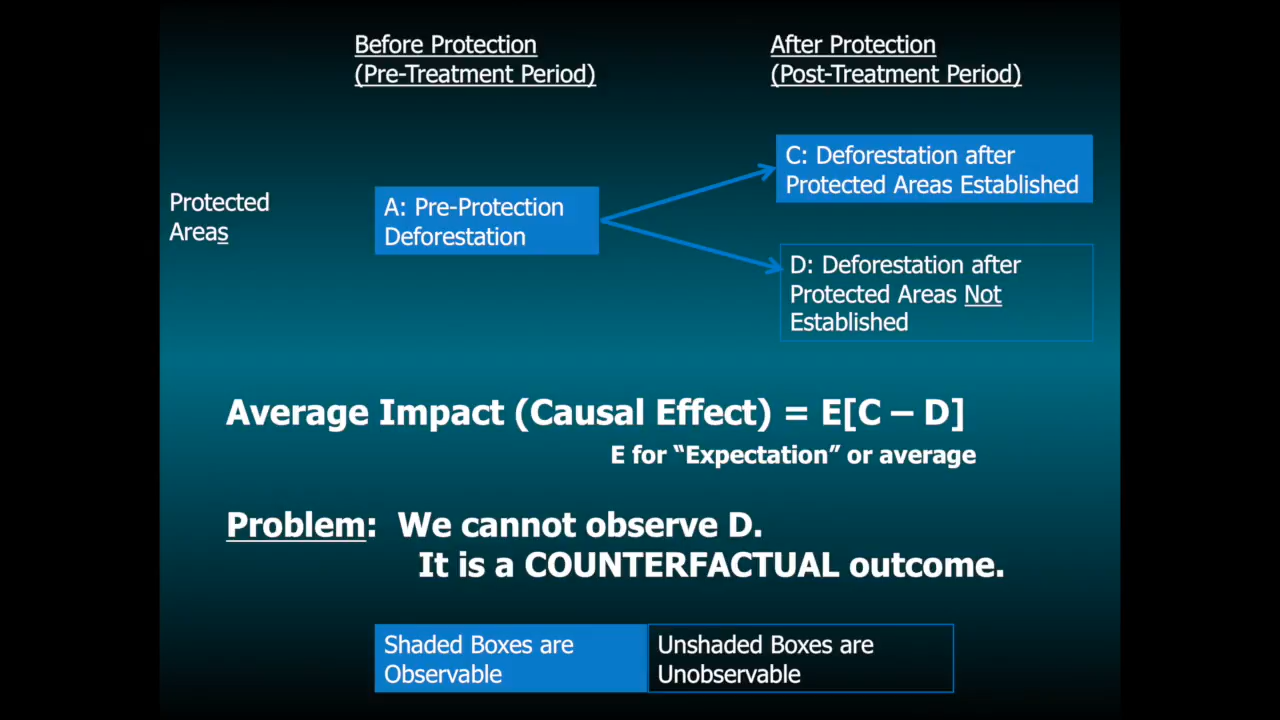 Before Protection
(Pre-Treatment Period)
After Protection
(Post-Treatment Period)
Protected
Areas
A: Pre-Protection
Deforestation
C: Deforestation after
Protected Areas Established
D: Deforestation after
Protected Areas Not
Established
Average Impact (Causal Effect) = E[C – D]
E for “Expectation” or average
Problem: We cannot observe D.
It is a COUNTERFACTUAL outcome.
Shaded Boxes are
Observable
Unshaded Boxes are
Unobservable